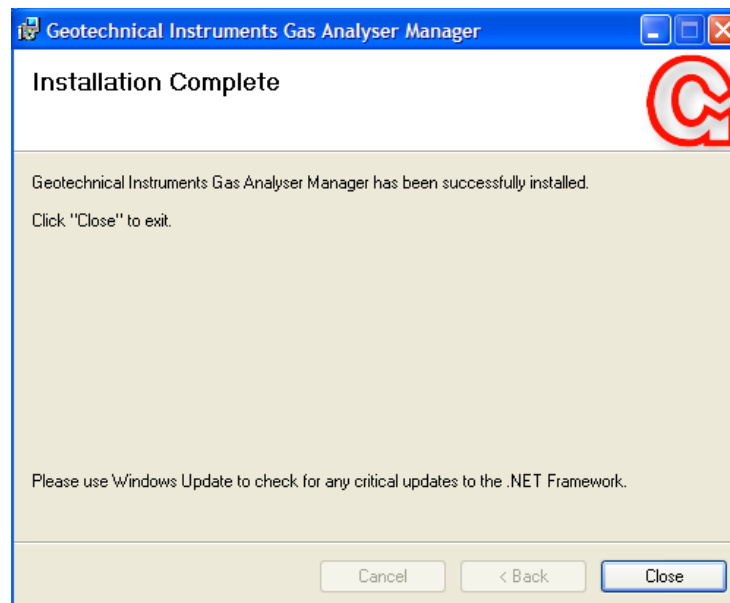 Geotechnical Instruments Gas Analyser Manager
Installation Complete
Geotechnical Instruments Gas Analyser Manager has been successfully installed.
Click "Close" to exit.
Please use Windows Update to check for any critical updates to the .NET Framework.
Cancel
< Back
Close